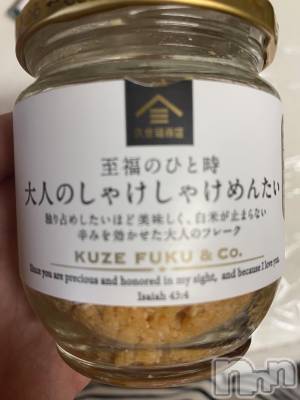 久世福商店
至福のひと時
大人のしゃけしゃけめんたい
独り占めしたいほど美味しく、白米が止まらない
辛みを効かせた大人のフレーク
KUZE FUKU & CO.
Since you are precious and honored in my sight, and because I love you.
Isaiah 43:4